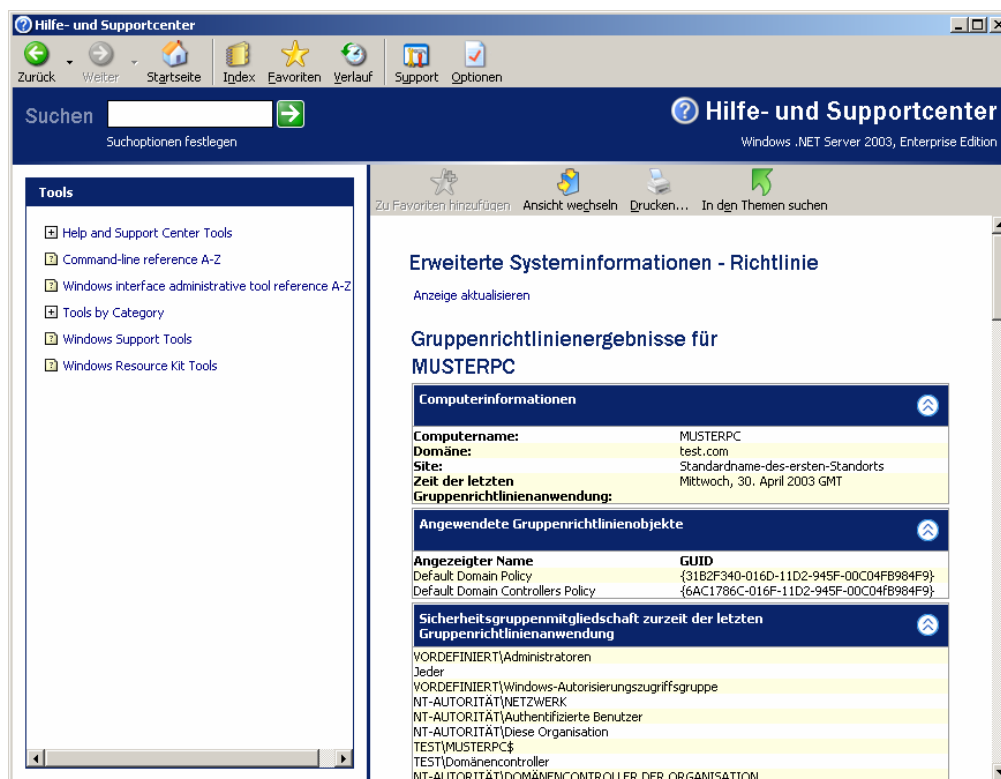 Hilfe- und Supportcenter
Zurück Weiter Startseite Index Favoriten Verlauf Support Optionen
Suchen
Suchoptionen festlegen
Hilfe- und Supportcenter
Windows .NET Server 2003, Enterprise Edition
Tools
Help and Support Center Tools
Command-line reference A-Z
Windows interface administrative tool reference A-Z
Tools by Category
Windows Support Tools
Windows Resource Kit Tools
Zu Favoriten hinzufügen Ansicht wechseln Drucken... In den Themen suchen
Erweiterte Systeminformationen - Richtlinie
Anzeige aktualisieren
Gruppenrichtlinienergebnisse für
MUSTERPC
Computerinformationen
Computername: MUSTERPC
Domäne: test.com
Site: Standardname-des-ersten-Standorts
Zeit der letzten Mittwoch, 30. April 2003 GMT
Gruppenrichtlinienanwendung:
Angewendete Gruppenrichtlinienobjekte
Angezeigter Name GUID
Default Domain Policy {31B2F340-016D-11D2-945F-00C04FB984F9}
Default Domain Controllers Policy {6AC1786C-016F-11D2-945F-00C04fB984F9}
Sicherheitsgruppenmitgliedschaft zurzeit der letzten
Gruppenrichtlinienanwendung
VORDEFINIERT\Administratoren
Jeder
VORDEFINIERT\Windows-Autorisierungszugriffsgruppe
NT-AUTORITÄT\NETZWERK
NT-AUTORITÄT\Authentifizierte Benutzer
NT-AUTORITÄT\Diese Organisation
TEST\MUSTERPC$
TEST\Domänencontroller
NT-AUTORITÄT\DOMÄNENCONTROLLER DER ORGANISATION